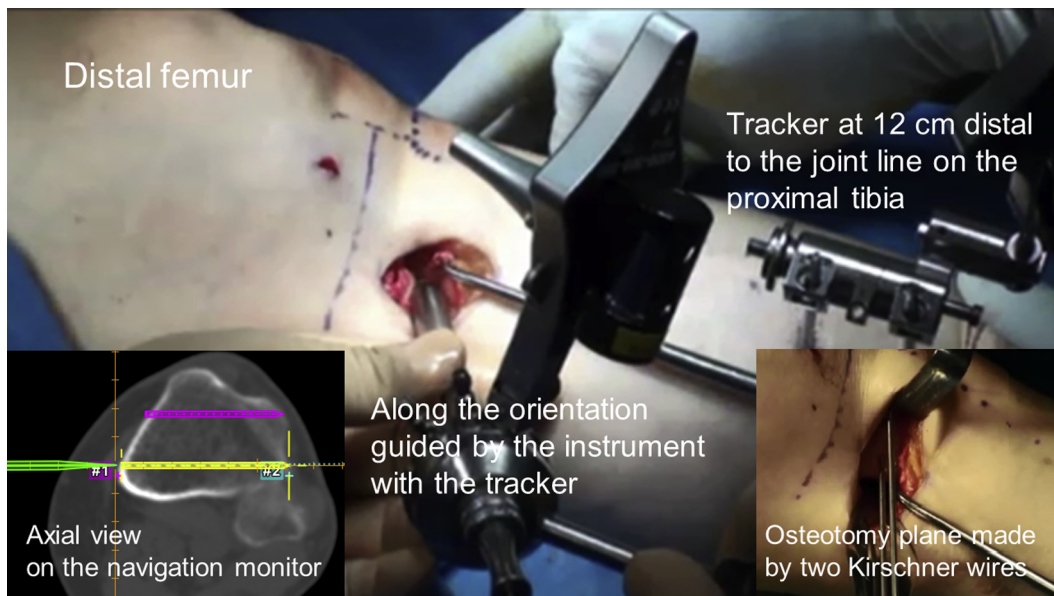 Distal femur
Tracker at 12 cm distal
to the joint line on the
proximal tibia
Along the orientation
guided by the instrument
with the tracker
#1
#2
Axial view
on the navigation monitor
Osteotomy plane made
by two Kirschner wires